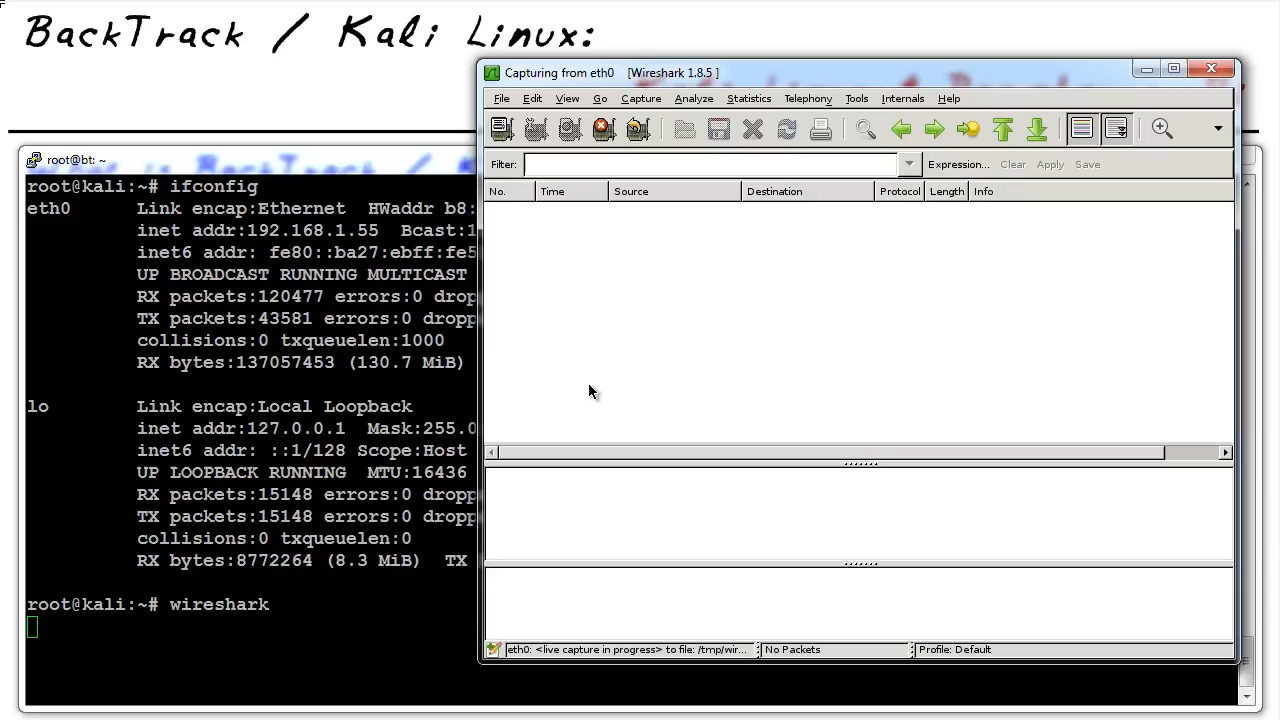 BackTrack / Kali Linux:
Capturing from eth0 [Wireshark 1.8.5 ]
File Edit View Go Capture Analyze Statistics Telephony Tools Internals Help
Filter: Expression... Clear Apply Save
No. Time Source Destination Protocol Length Info
root@bt: ~
root@kali:~# ifconfig
eth0 Link encap:Ethernet HWaddr b8:
inet addr:192.168.1.55 Bcast:1
inet6 addr: fe80::ba27:ebff:fe5
UP BROADCAST RUNNING MULTICAST
RX packets:120477 errors:0 drop
TX packets:43581 errors:0 dropp
collisions:0 txqueuelen:1000
RX bytes:137057453 (130.7 MiB)
lo Link encap:Local Loopback
inet addr:127.0.0.1 Mask:255.0
inet6 addr: ::1/128 Scope:Host
UP LOOPBACK RUNNING MTU:16436
RX packets:15148 errors:0 dropp
TX packets:15148 errors:0 dropp
collisions:0 txqueuelen:0
RX bytes:8772264 (8.3 MiB) TX
root@kali:~# wireshark
eth0: <live capture in progress> to file: /tmp/wir... No Packets Profile: Default